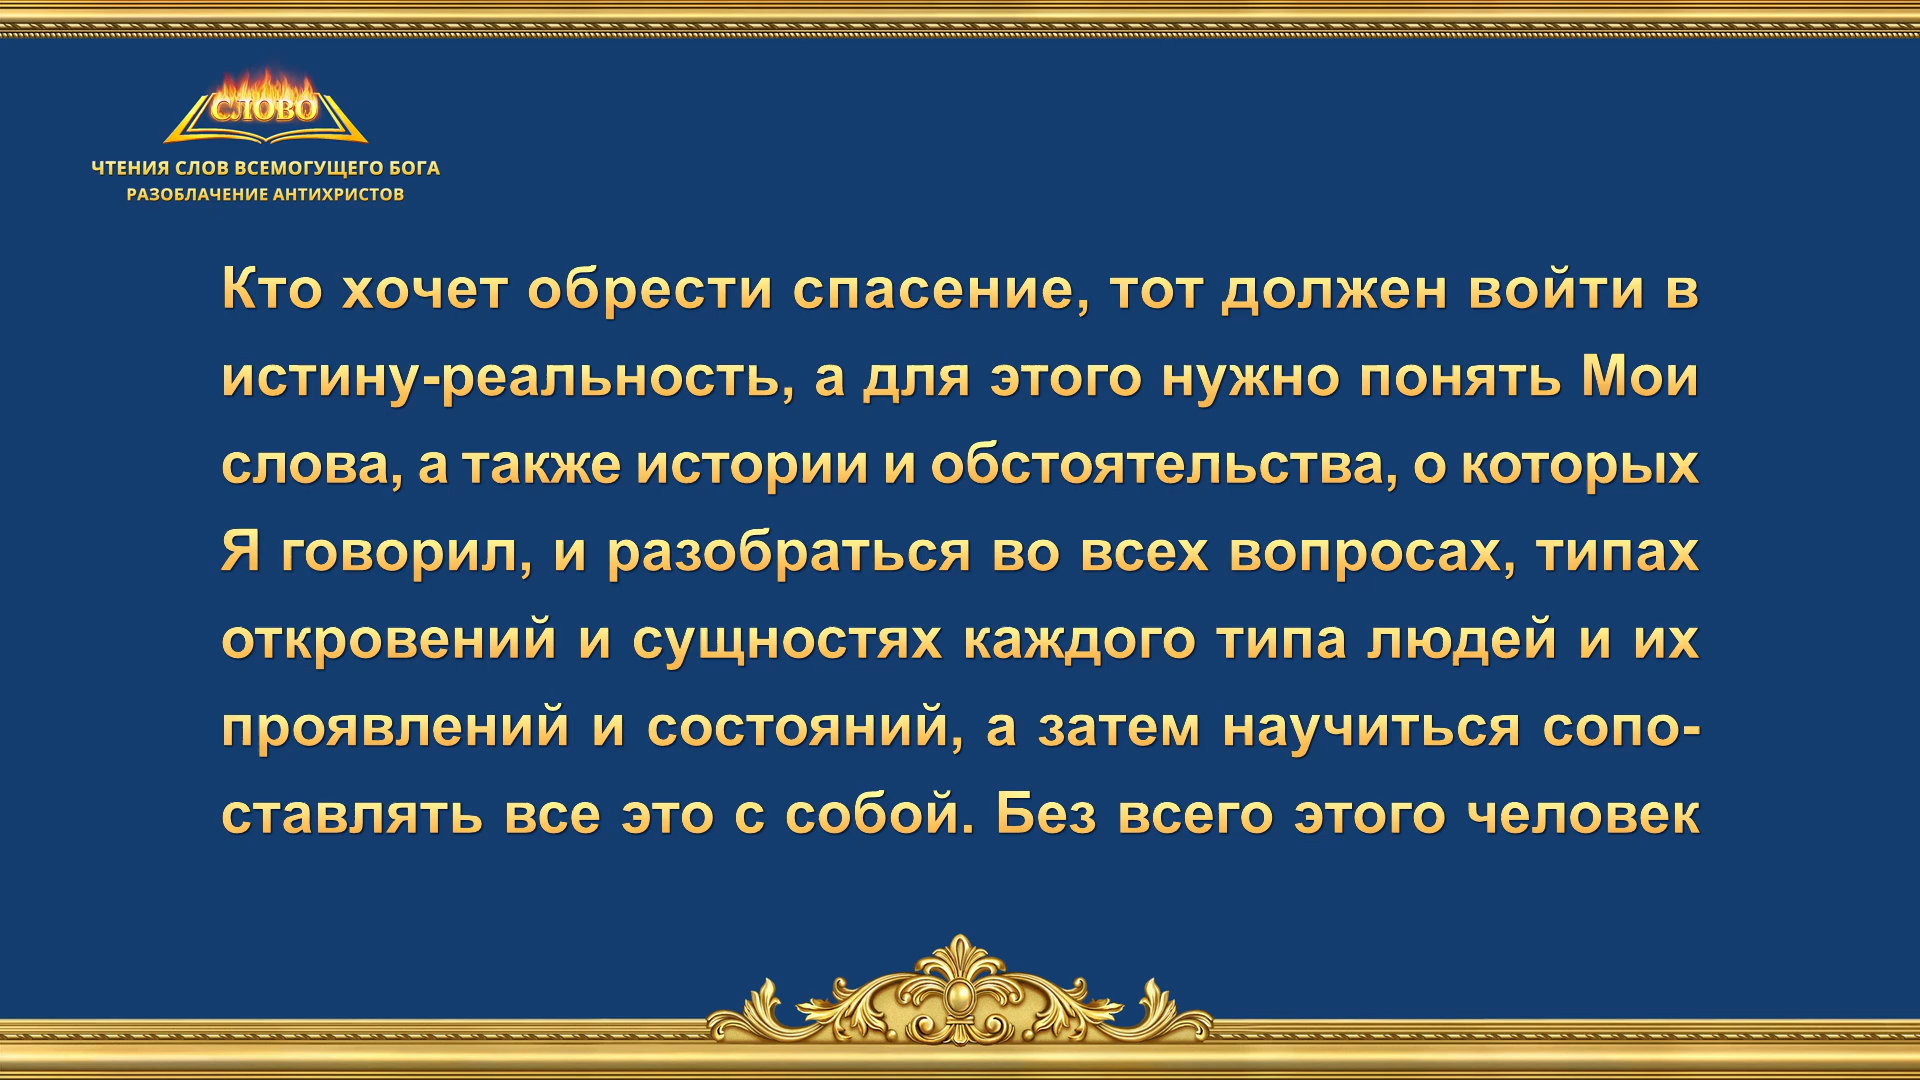 СЛОВО
ЧТЕНИЯ СЛОВ ВСЕМОГУЩЕГО БОГА
РАЗОБЛАЧЕНИЕ АНТИХРИСТОВ
Кто хочет обрести спасение, тот должен войти в
истину-реальность, а для этого нужно понять Мои
слова, а также истории и обстоятельства, о которых
Я говорил, и разобраться во всех вопросах, типах
откровений и сущностях каждого типа людей и их
проявлений и состояний, а затем научиться сопо-
ставлять все это с собой. Без всего этого человек